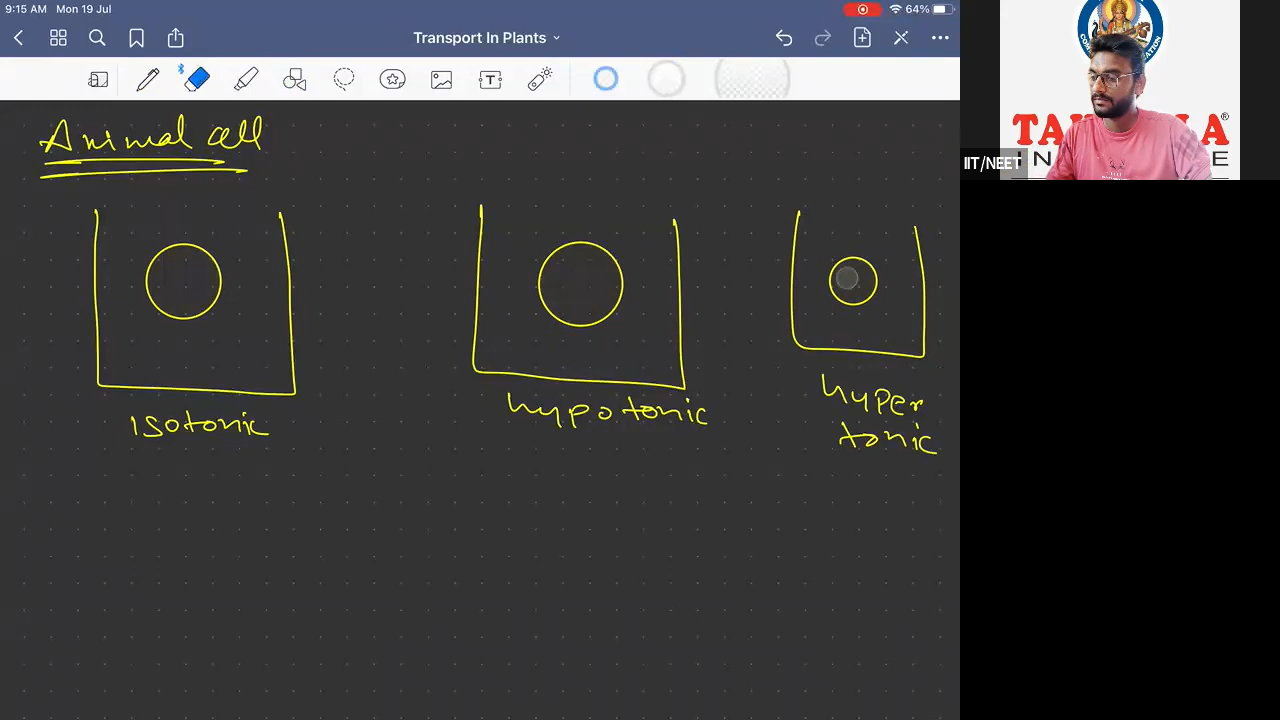 9:15 AM Mon 19 Jul
64%
Transport In Plants
Animal cell
isotonic
hypotonic
hyper
tonic
IIT/NEET